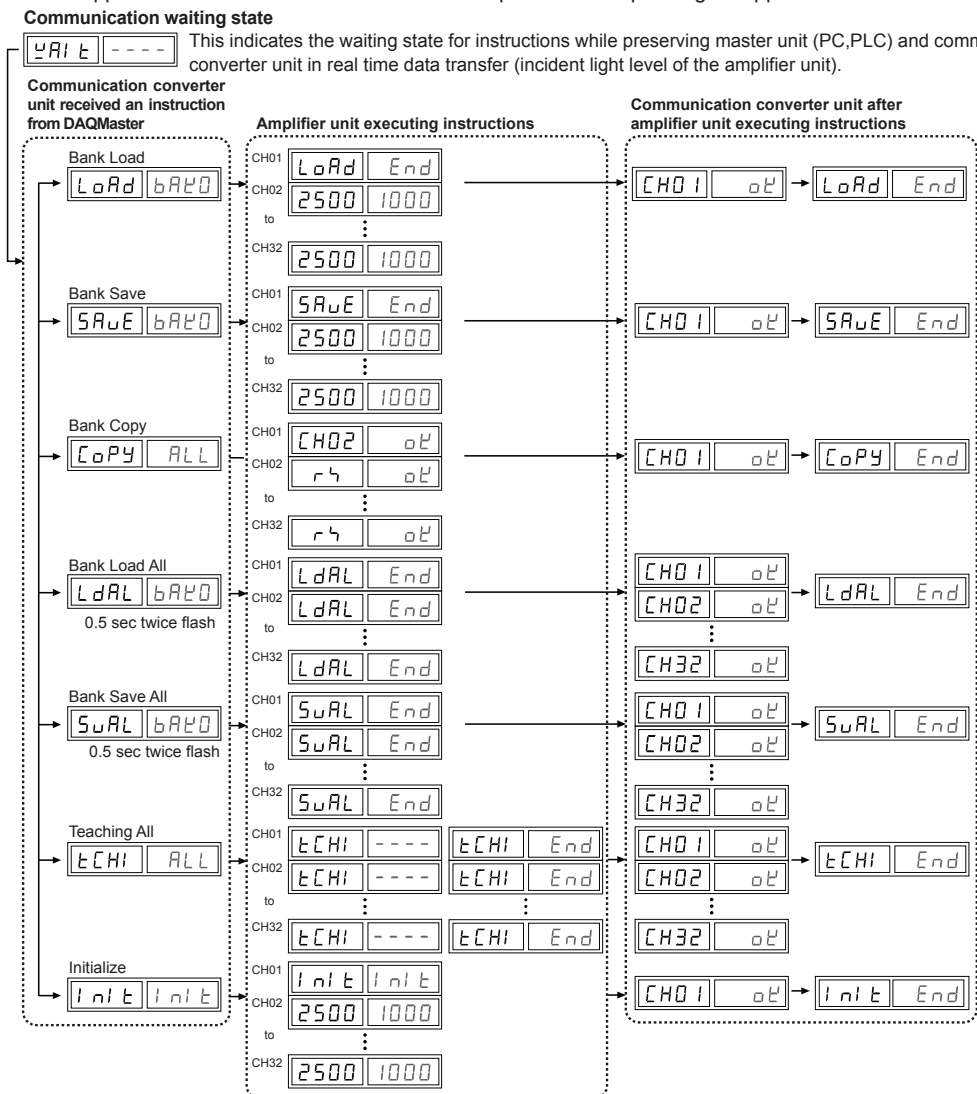 Communication waiting state
WAIt ----
This indicates the waiting state for instructions while preserving master unit (PC,PLC) and comm
converter unit in real time data transfer (incident light level of the amplifier unit).
Communication converter
unit received an instruction
from DAQMaster
Amplifier unit executing instructions
Communication converter unit after
amplifier unit executing instructions
Bank Load
LoAd bAK0
CH01 LoAd End
CH02 2500 1000
to
CH32 2500 1000
CH01 oK
LoAd End
Bank Save
SAvE bAK0
CH01 SAvE End
CH02 2500 1000
to
CH32 2500 1000
CH01 oK
SAvE End
Bank Copy
CoPY ALL
CH01 CH02 oK
CH02 rS oK
to
CH32 rS oK
CH01 oK
CoPY End
Bank Load All
LdAL bAK0
0.5 sec twice flash
CH01 LdAL End
CH02 LdAL End
to
CH32 LdAL End
CH01 oK
CH02 oK
CH32 oK
LdAL End
Bank Save All
SvAL bAK0
0.5 sec twice flash
CH01 SvAL End
CH02 SvAL End
to
CH32 SvAL End
CH01 oK
CH02 oK
CH32 oK
SvAL End
Teaching All
tCHI ALL
CH01 tCHI ---- tCHI End
CH02 tCHI ---- tCHI End
to
CH32 tCHI ---- tCHI End
CH01 oK
CH02 oK
CH32 oK
tCHI End
Initialize
InIt InIt
CH01 InIt InIt
CH02 2500 1000
to
CH32 2500 1000
CH01 oK
InIt End